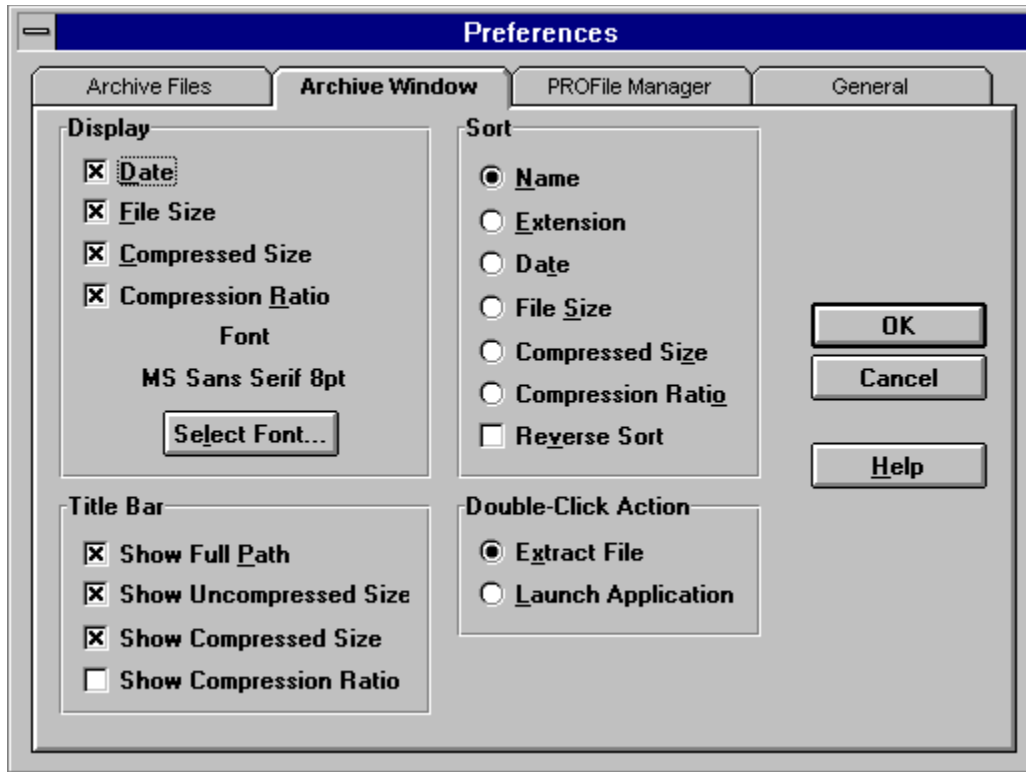 Preferences
Archive Files
Archive Window
PROFile Manager
General
Display
Date
File Size
Compressed Size
Compression Ratio
Font
MS Sans Serif 8pt
Select Font...
Sort
Name
Extension
Date
File Size
Compressed Size
Compression Ratio
Reverse Sort
OK
Cancel
Help
Title Bar
Show Full Path
Show Uncompressed Size
Show Compressed Size
Show Compression Ratio
Double-Click Action
Extract File
Launch Application